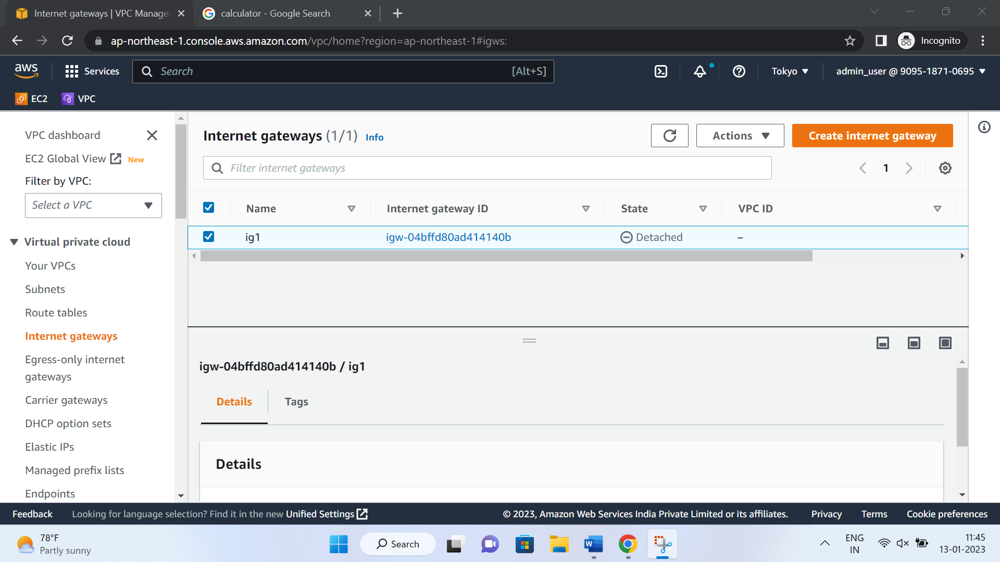 Internet gateways | VPC Manager
calculator - Google Search
ap-northeast-1.console.aws.amazon.com/vpc/home?region=ap-northeast-1#igws:
Incognito
aws
Services
Search
[Alt+S]
Tokyo
admin_user @ 9095-1871-0695
EC2
VPC
VPC dashboard
EC2 Global View New
Filter by VPC:
Select a VPC
Virtual private cloud
Your VPCs
Subnets
Route tables
Internet gateways
Egress-only internet
gateways
Carrier gateways
DHCP option sets
Elastic IPs
Managed prefix lists
Endpoints
Internet gateways (1/1) Info
Actions
Create internet gateway
Filter internet gateways
1
Name
Internet gateway ID
State
VPC ID
ig1
igw-04bffd80ad414140b
Detached
–
igw-04bffd80ad414140b / ig1
Details
Tags
Details
Feedback
Looking for language selection? Find it in the new Unified Settings
© 2023, Amazon Web Services India Private Limited or its affiliates.
Privacy
Terms
Cookie preferences
78°F
Partly sunny
Search
W
ENG
IN
11:45
13-01-2023